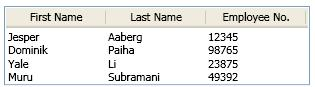 First Name Last Name Employee No.
Jesper Aaberg 12345
Dominik Paiha 98765
Yale Li 23875
Muru Subramani 49392